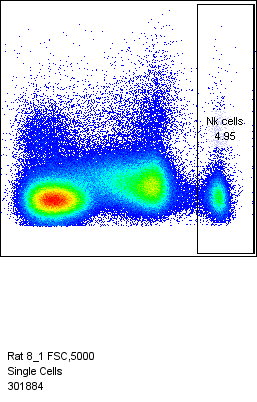 Nk cells
4.95
Rat 8_1 FSC,5000
Single Cells
301884